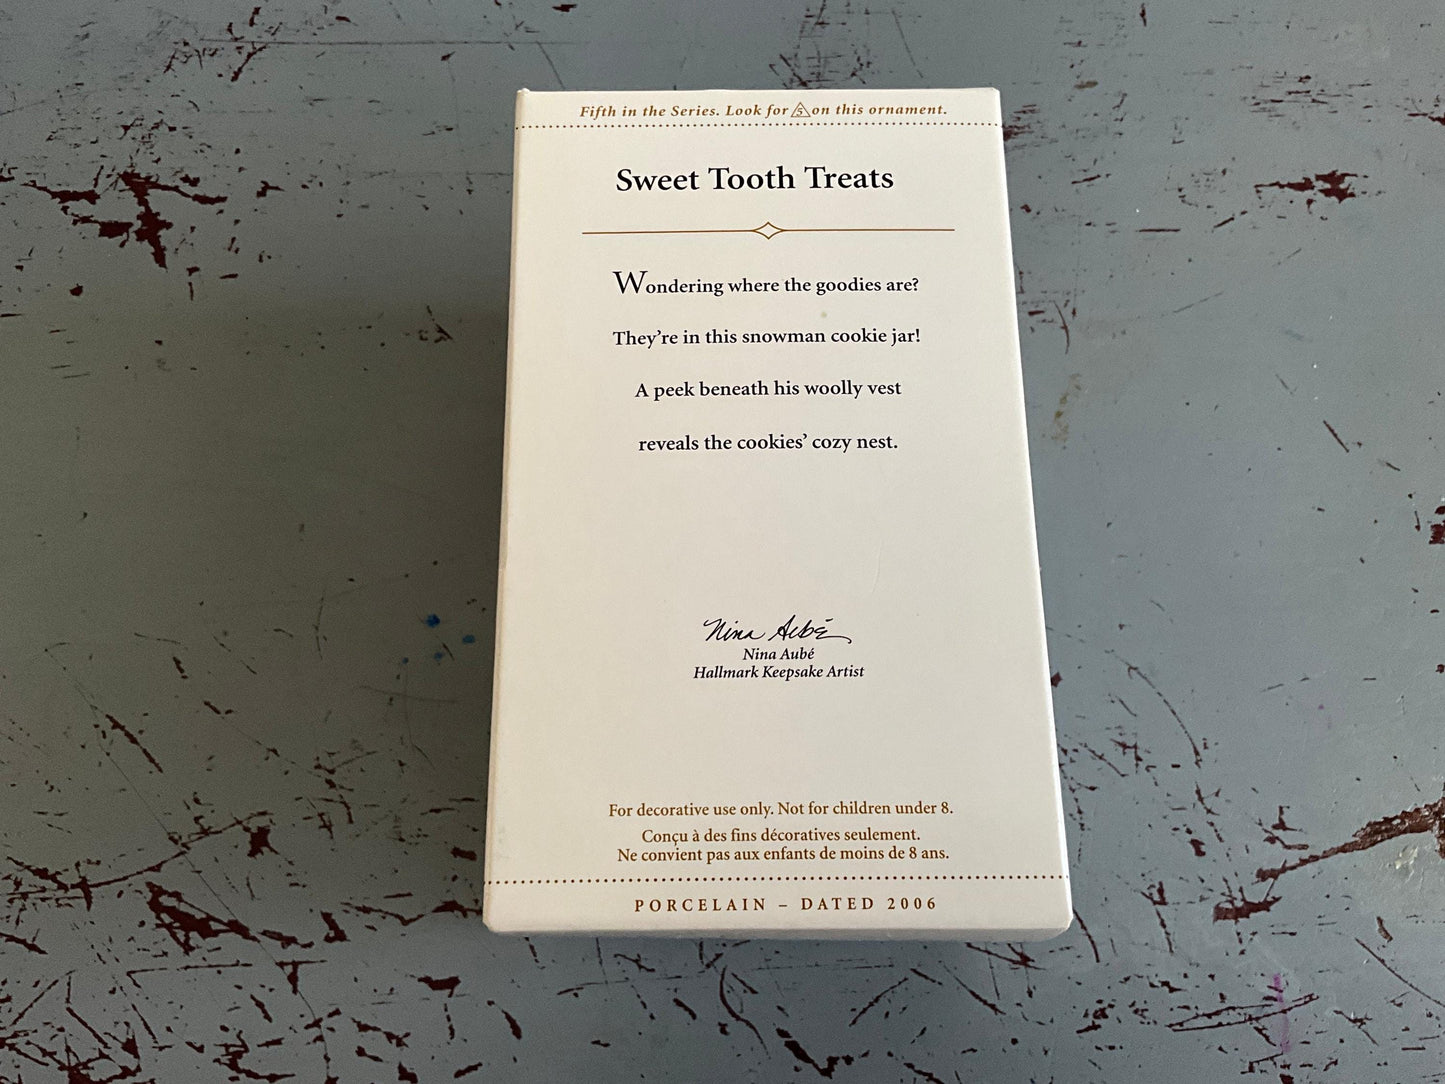 Fifth in the Series. Look for 5 on this ornament.
Sweet Tooth Treats
Wondering where the goodies are?
They're in this snowman cookie jar!
A peek beneath his woolly vest
reveals the cookies' cozy nest.
Nina Aubé
Nina Aubé
Hallmark Keepsake Artist
For decorative use only. Not for children under 8.
Conçu à des fins décoratives seulement.
Ne convient pas aux enfants de moins de 8 ans.
PORCELAIN – DATED 2006